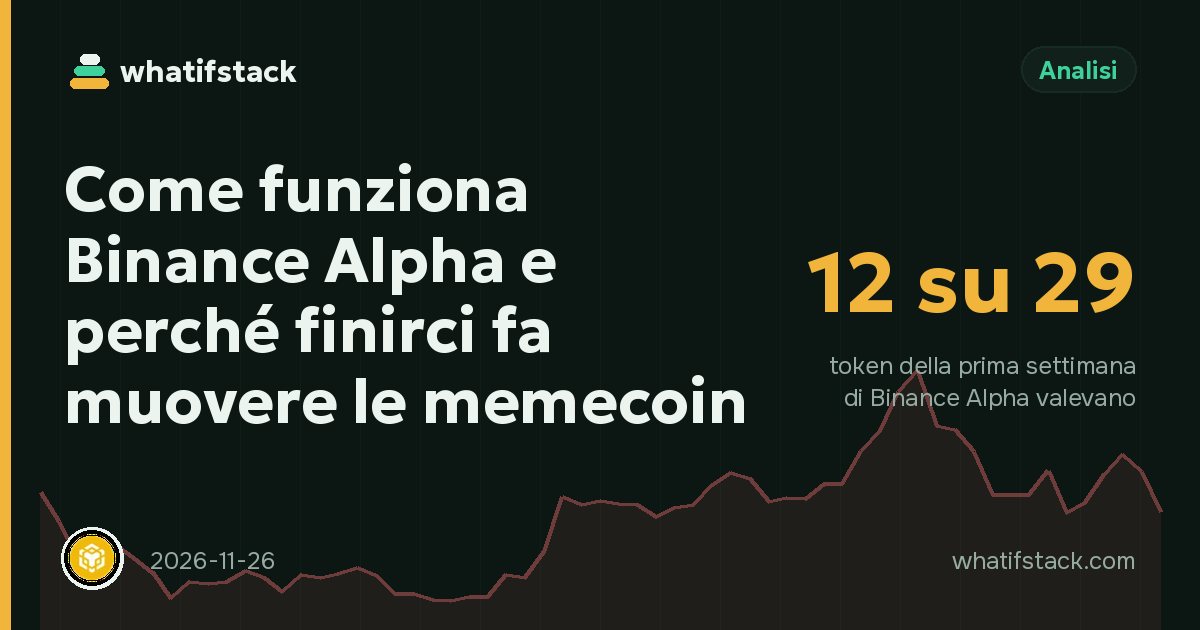 whatifstack
Analisi
Come funziona
Binance Alpha e
perché finirci fa
muovere le memecoin
12 su 29
token della prima settimana
di Binance Alpha valevano
2026-11-26
whatifstack.com